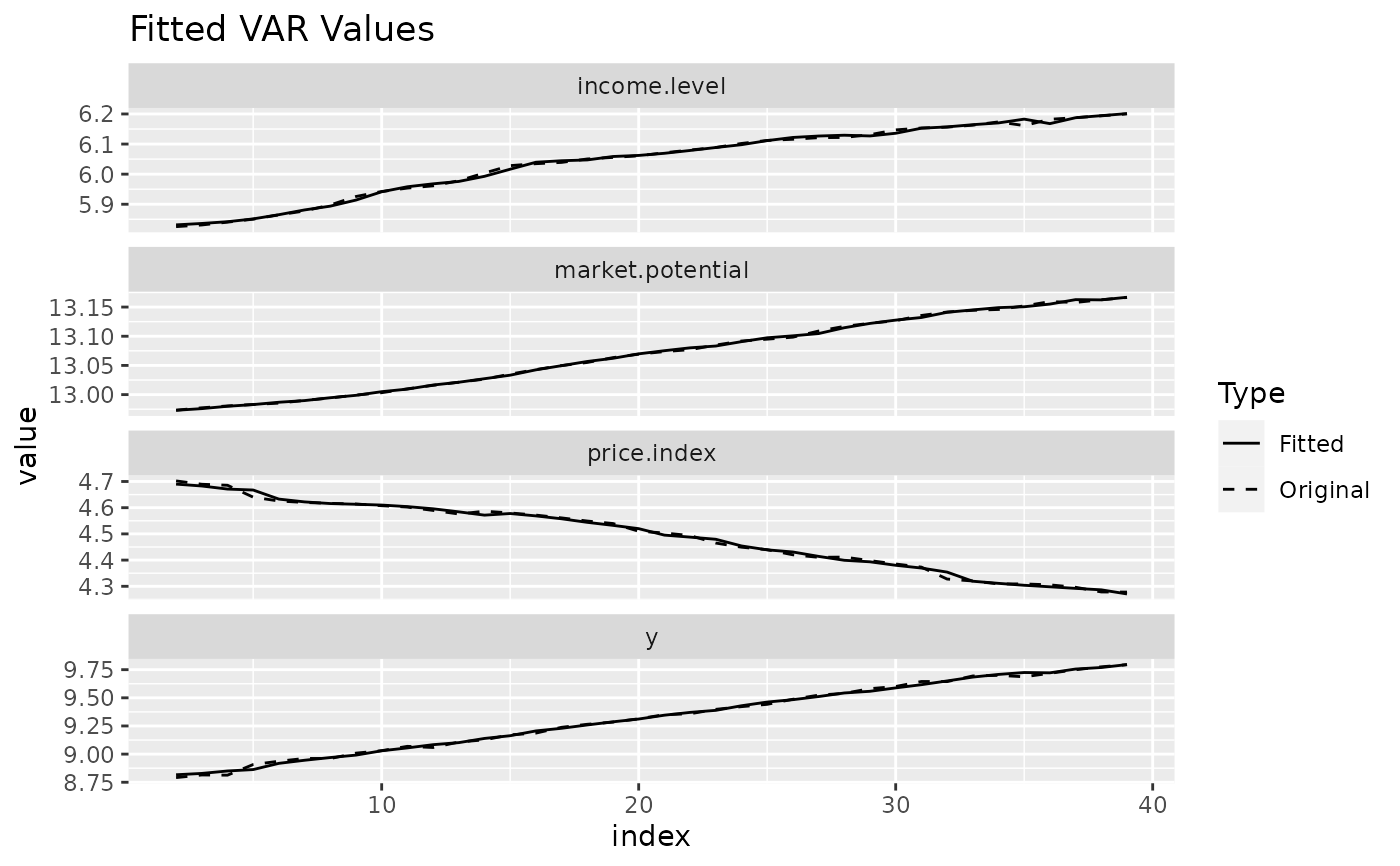 Fitted VAR Values
income.level
6.2
6.1
6.0
5.9
market.potential
13.15
13.10
13.05
13.00
price.index
4.7
4.6
4.5
4.4
4.3
y
9.75
9.50
9.25
9.00
8.75
10 20 30 40
index
value
Type
Fitted
Original